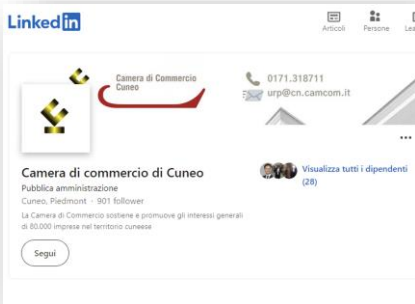 Linked in
Articoli
Persone
Camera di Commercio
Cuneo
0171.318711
urp@cn.camcom.it
Camera di commercio di Cuneo
Pubblica amministrazione
Cuneo, Piedmont · 901 follower
La Camera di Commercio sostiene e promuove gli interessi generali
di 80.000 imprese nel territorio cuneese
Visualizza tutti i dipendenti
(28)
Segui